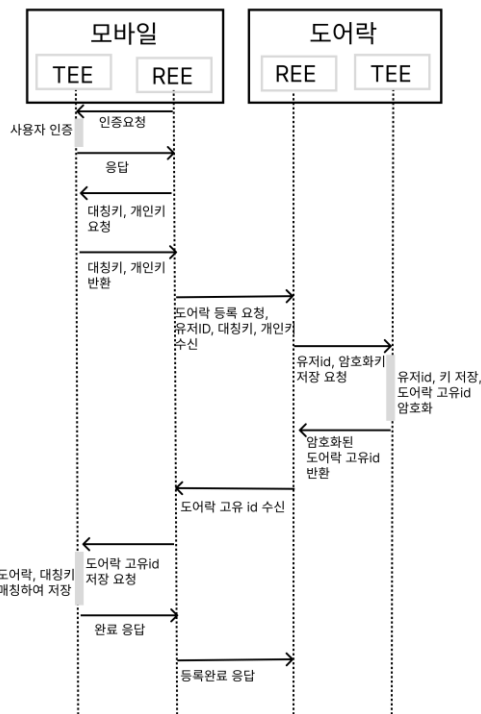 모바일
도어락
TEE
REE
REE
TEE
인증요청
사용자 인증
응답
대칭키, 개인키
요청
대칭키, 개인키
반환
도어락 등록 요청,
유저ID, 대칭키, 개인키
수신
유저id, 암호화키
저장 요청
유저id, 키 저장,
도어락 고유id
암호화
암호화된
도어락 고유id
반환
도어락 고유 id 수신
도어락 고유id
저장 요청
도어락, 대칭키
매칭하여 저장
완료 응답
등록완료 응답